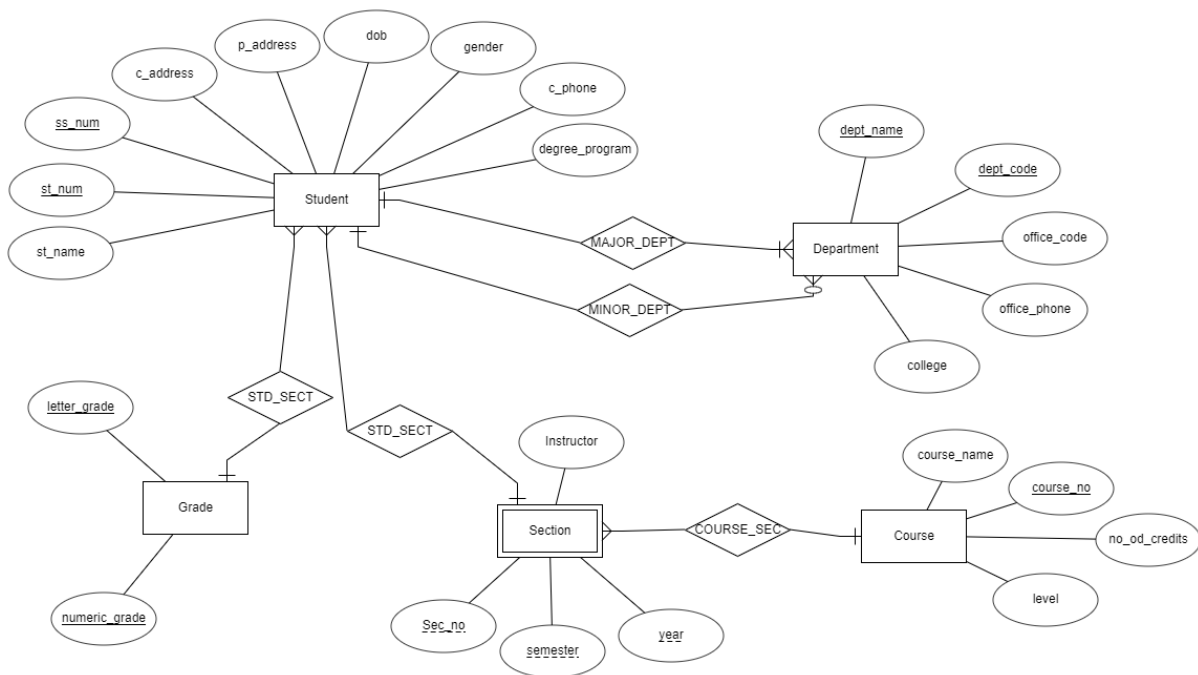 p_address
dob
gender
c_address
c_phone
ss_num
dept_name
degree_program
dept_code
st_num
Student
st_name
office_code
MAJOR_DEPT
Department
MINOR_DEPT
office_phone
college
STD_SECT
letter_grade
STD_SECT
Instructor
course_name
course_no
Grade
Section
COURSE_SEC
Course
no_od_credits
level
numeric_grade
Sec_no
semester
year